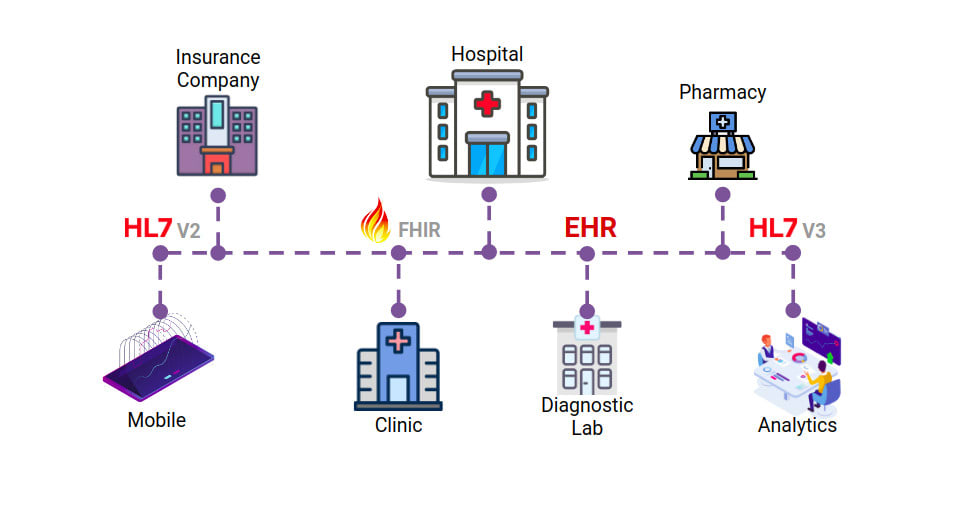 Insurance
Company
Hospital
Pharmacy
HL7 V2
FHIR
EHR
HL7 V3
Mobile
Clinic
Diagnostic
Lab
Analytics